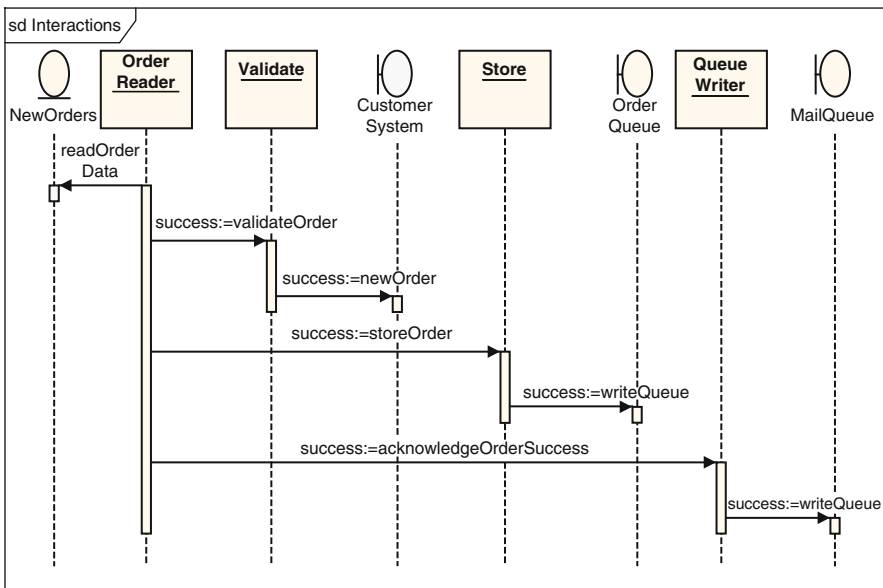 sd Interactions
NewOrders
Order
Reader
Validate
Customer
System
Store
Order
Queue
Queue
Writer
MailQueue
readOrder
Data
success:=validateOrder
success:=newOrder
success:=storeOrder
success:=writeQueue
success:=acknowledgeOrderSuccess
success:=writeQueue